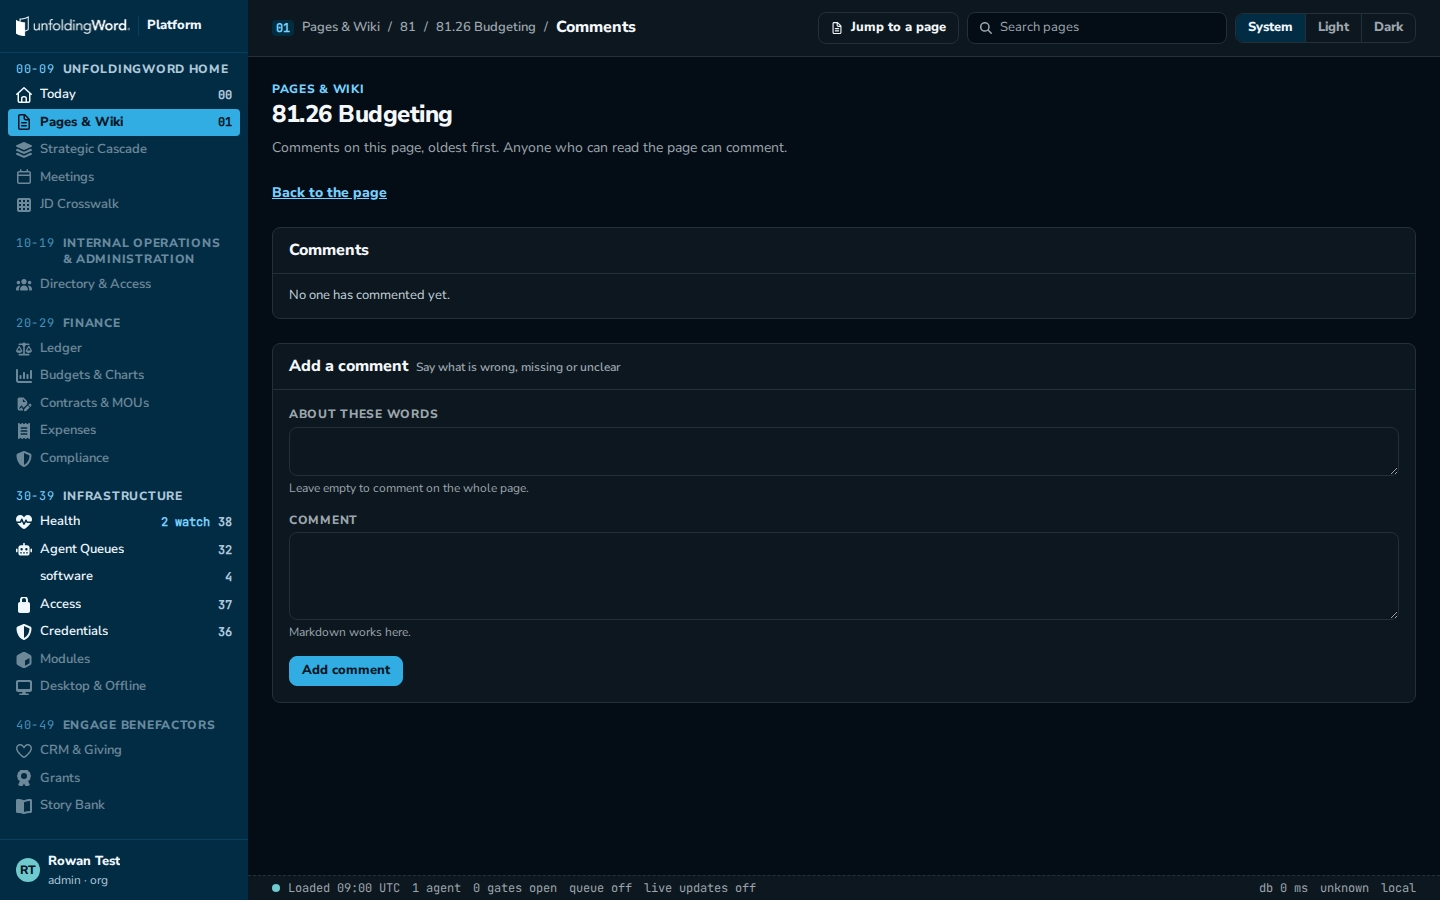 unfoldingWord. Platform
00-09 UNFOLDINGWORD HOME
Today 00
Pages & Wiki 01
Strategic Cascade
Meetings
JD Crosswalk
10-19 INTERNAL OPERATIONS
& ADMINISTRATION
Directory & Access
20-29 FINANCE
Ledger
Budgets & Charts
Contracts & MOUs
Expenses
Compliance
30-39 INFRASTRUCTURE
Health 2 watch 38
Agent Queues 32
software 4
Access 37
Credentials 36
Modules
Desktop & Offline
40-49 ENGAGE BENEFACTORS
CRM & Giving
Grants
Story Bank
RT Rowan Test
admin · org
01 Pages & Wiki / 81 / 81.26 Budgeting / Comments
Jump to a page
Search pages
System Light Dark
PAGES & WIKI
81.26 Budgeting
Comments on this page, oldest first. Anyone who can read the page can comment.
Back to the page
Comments
No one has commented yet.
Add a comment Say what is wrong, missing or unclear
ABOUT THESE WORDS
Leave empty to comment on the whole page.
COMMENT
Markdown works here.
Add comment
Loaded 09:00 UTC 1 agent 0 gates open queue off live updates off
db 0 ms unknown local